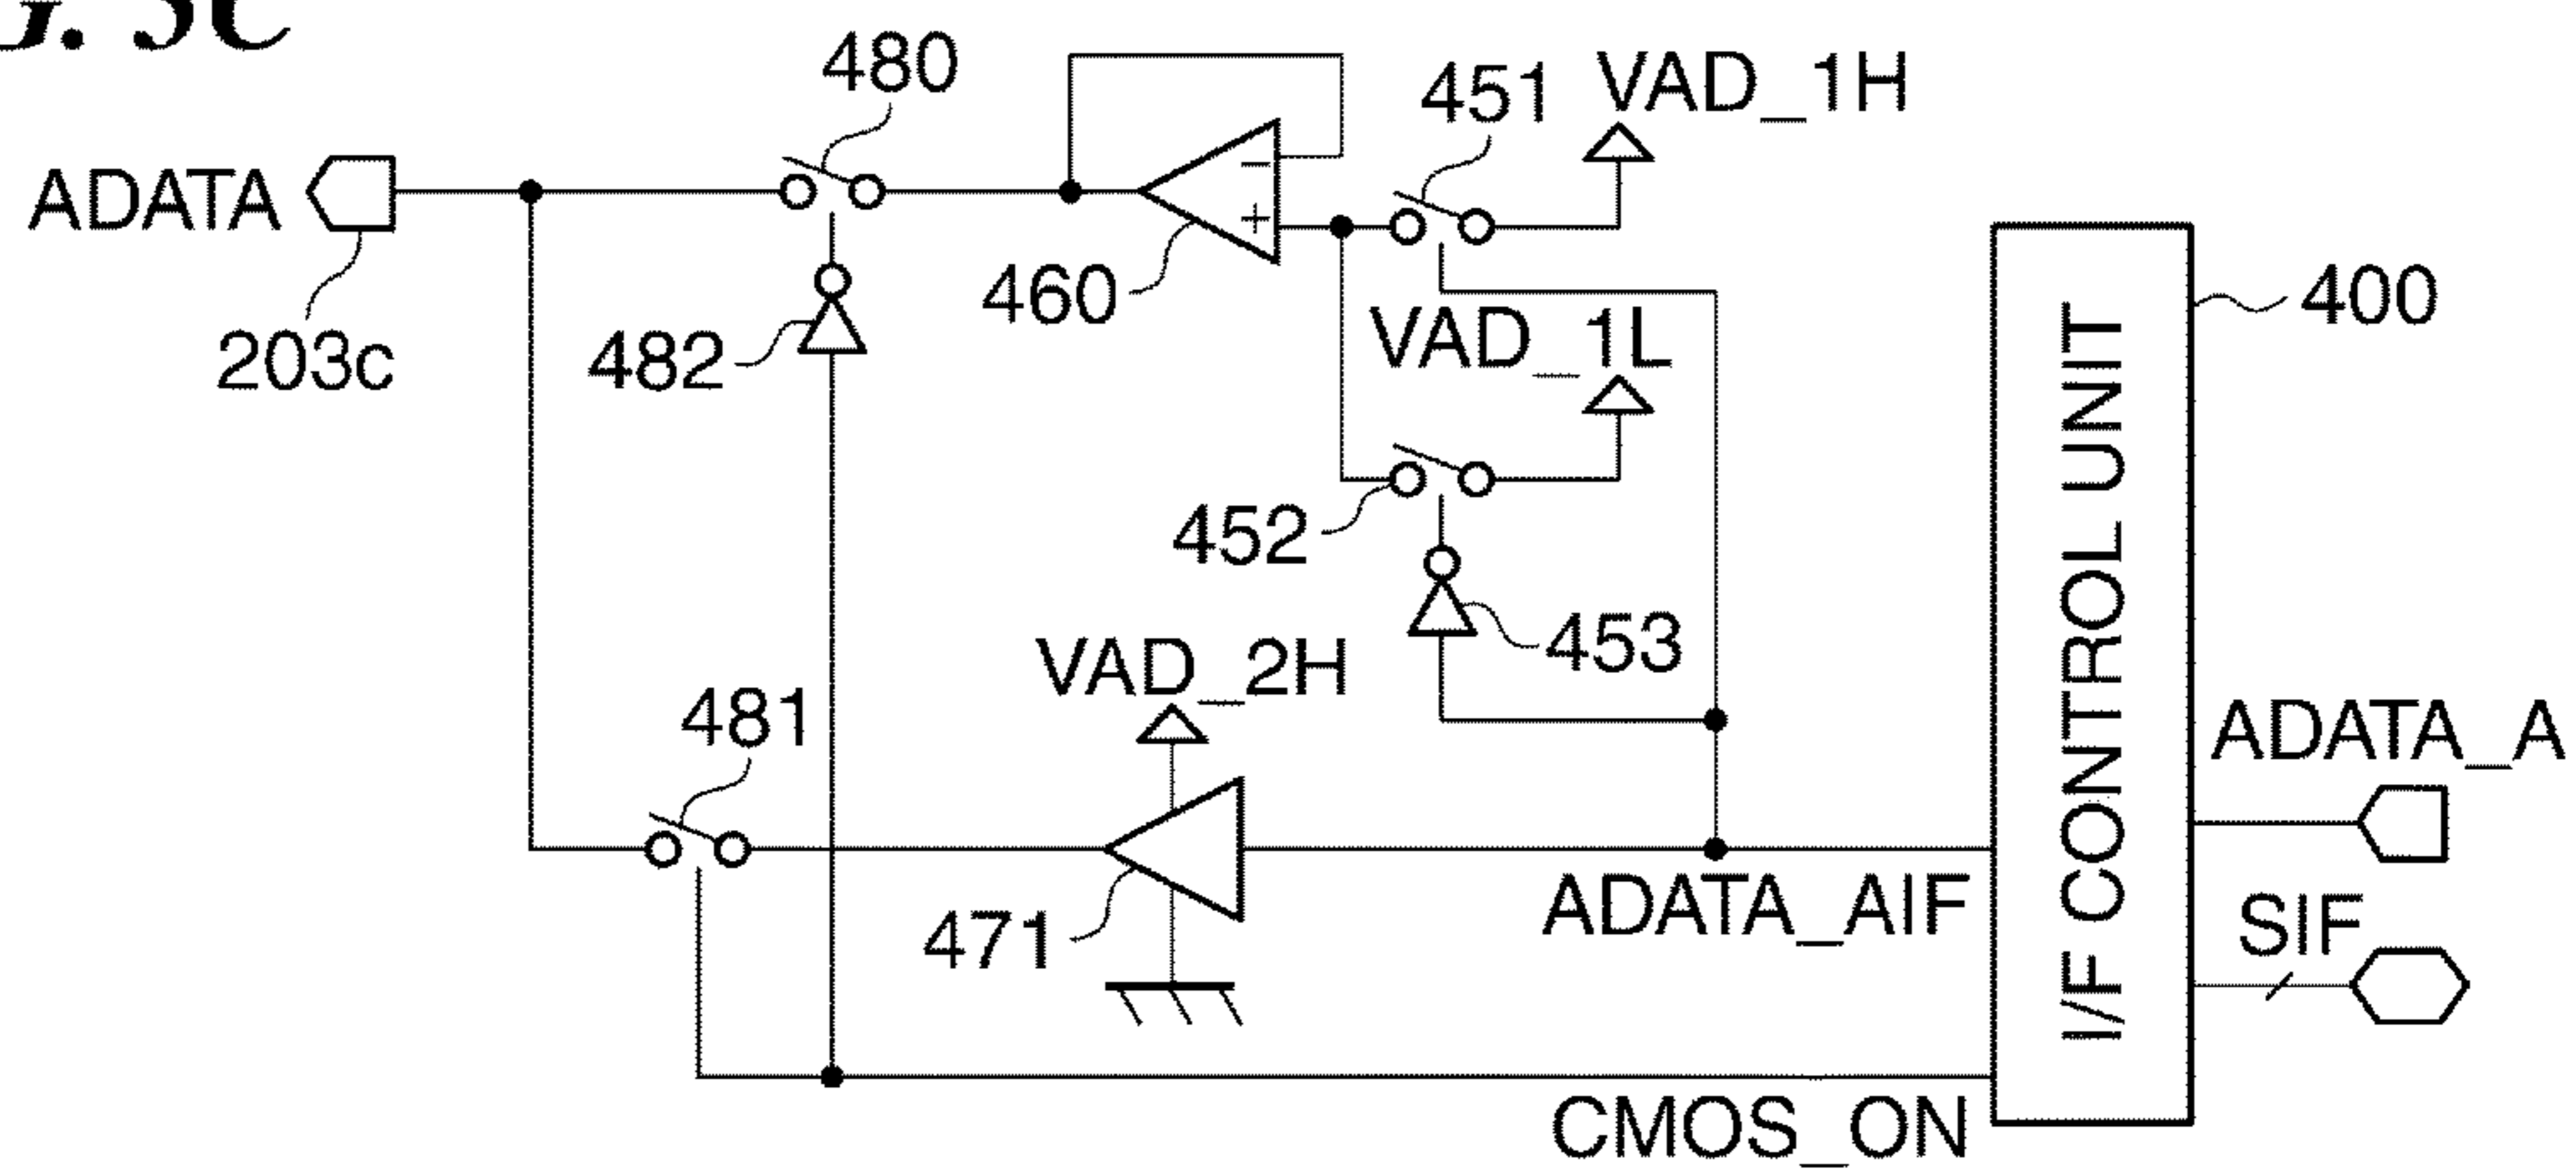 5C
480
451
VAD_1H
ADATA
−
+
460
203c
482
VAD_1L
400
452
453
I/F CONTROL UNIT
VAD_2H
481
ADATA_A
471
ADATA_AIF
SIF
CMOS_ON